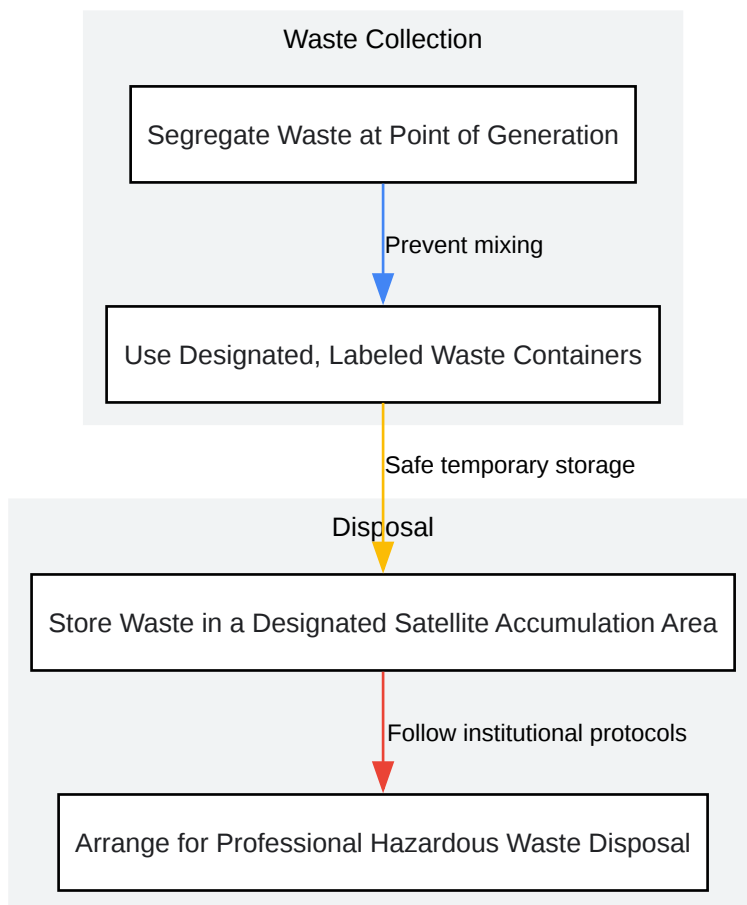 Waste Collection
Segregate Waste at Point of Generation
Prevent mixing
Use Designated, Labeled Waste Containers
Safe temporary storage
Disposal
Store Waste in a Designated Satellite Accumulation Area
Follow institutional protocols
Arrange for Professional Hazardous Waste Disposal